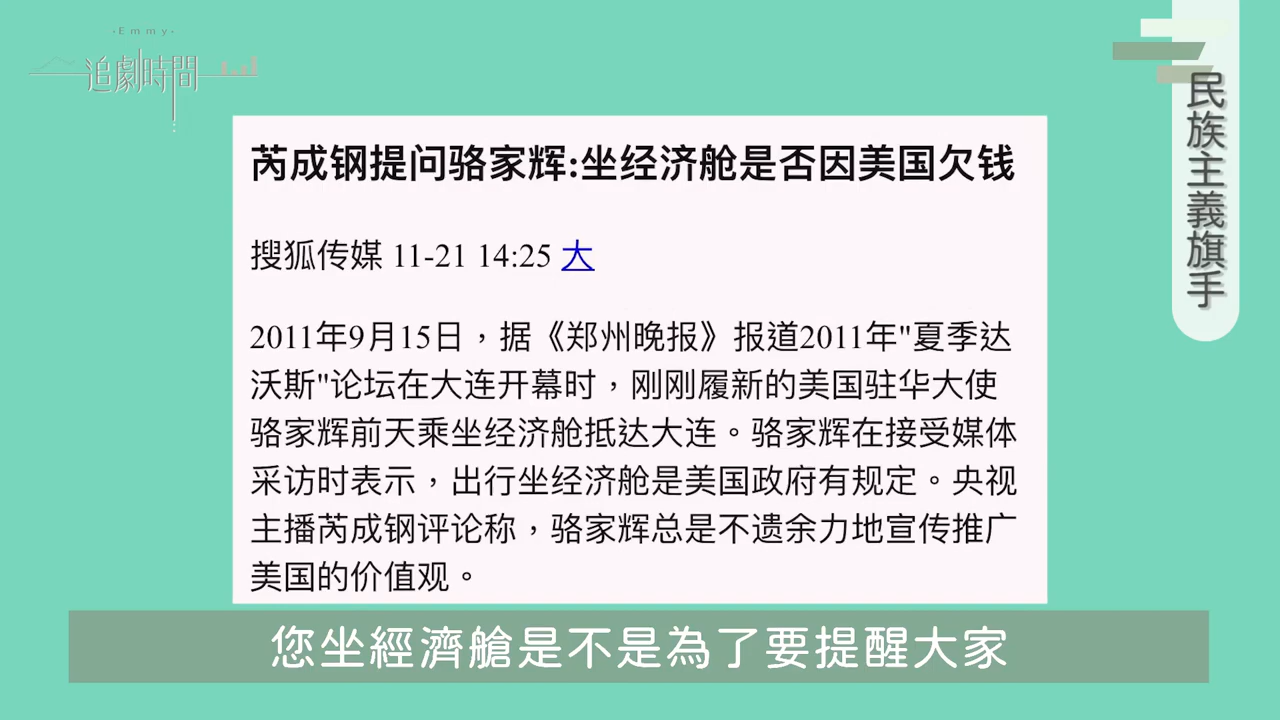 ·Emmy·
追劇時間
民族主義旗手
芮成钢提问骆家辉:坐经济舱是否因美国欠钱
搜狐传媒 11-21 14:25 大
2011年9月15日，据《郑州晚报》报道2011年"夏季达
沃斯"论坛在大连开幕时，刚刚履新的美国驻华大使
骆家辉前天乘坐经济舱抵达大连。骆家辉在接受媒体
采访时表示，出行坐经济舱是美国政府有规定。央视
主播芮成钢评论称，骆家辉总是不遗余力地宣传推广
美国的价值观。
您坐經濟艙是不是為了要提醒大家